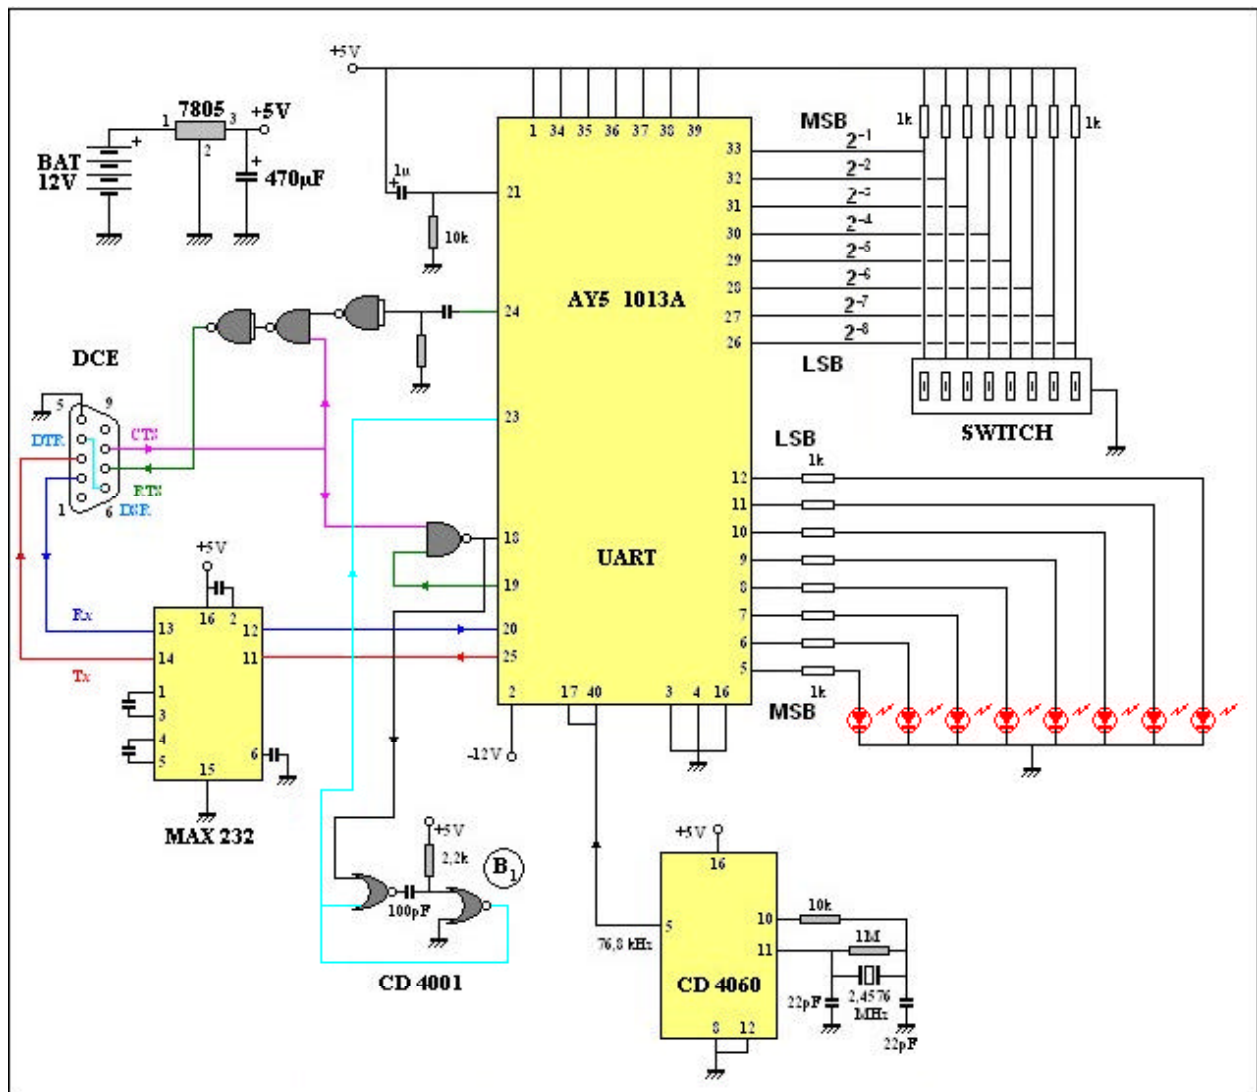 +5V
7805
1
3
+5V
2
+
BAT
12V
+
470µF
1
34
35
36
37
38
39
1k
1k
MSB
33
2⁻¹
32
2⁻²
31
2⁻³
30
2⁻⁴
29
2⁻⁵
28
2⁻⁶
27
2⁻⁷
26
2⁻⁸
LSB
1u
+
21
10k
AY5 1013A
24
SWITCH
DCE
5
9
DTR
CTS
RTS
1
6
DSR
23
LSB
12
1k
11
10
9
8
7
6
5
1k
MSB
18
UART
19
20
25
2
17
40
3
4
16
-12V
+5V
16
2
Rx
13
12
14
11
Tx
1
3
4
5
6
15
MAX 232
+5V
2,2k
B₁
100pF
CD 4001
+5V
16
5
76,8 kHz
10
10k
11
1M
CD 4060
22pF
2,4576
MHz
8
12
22pF